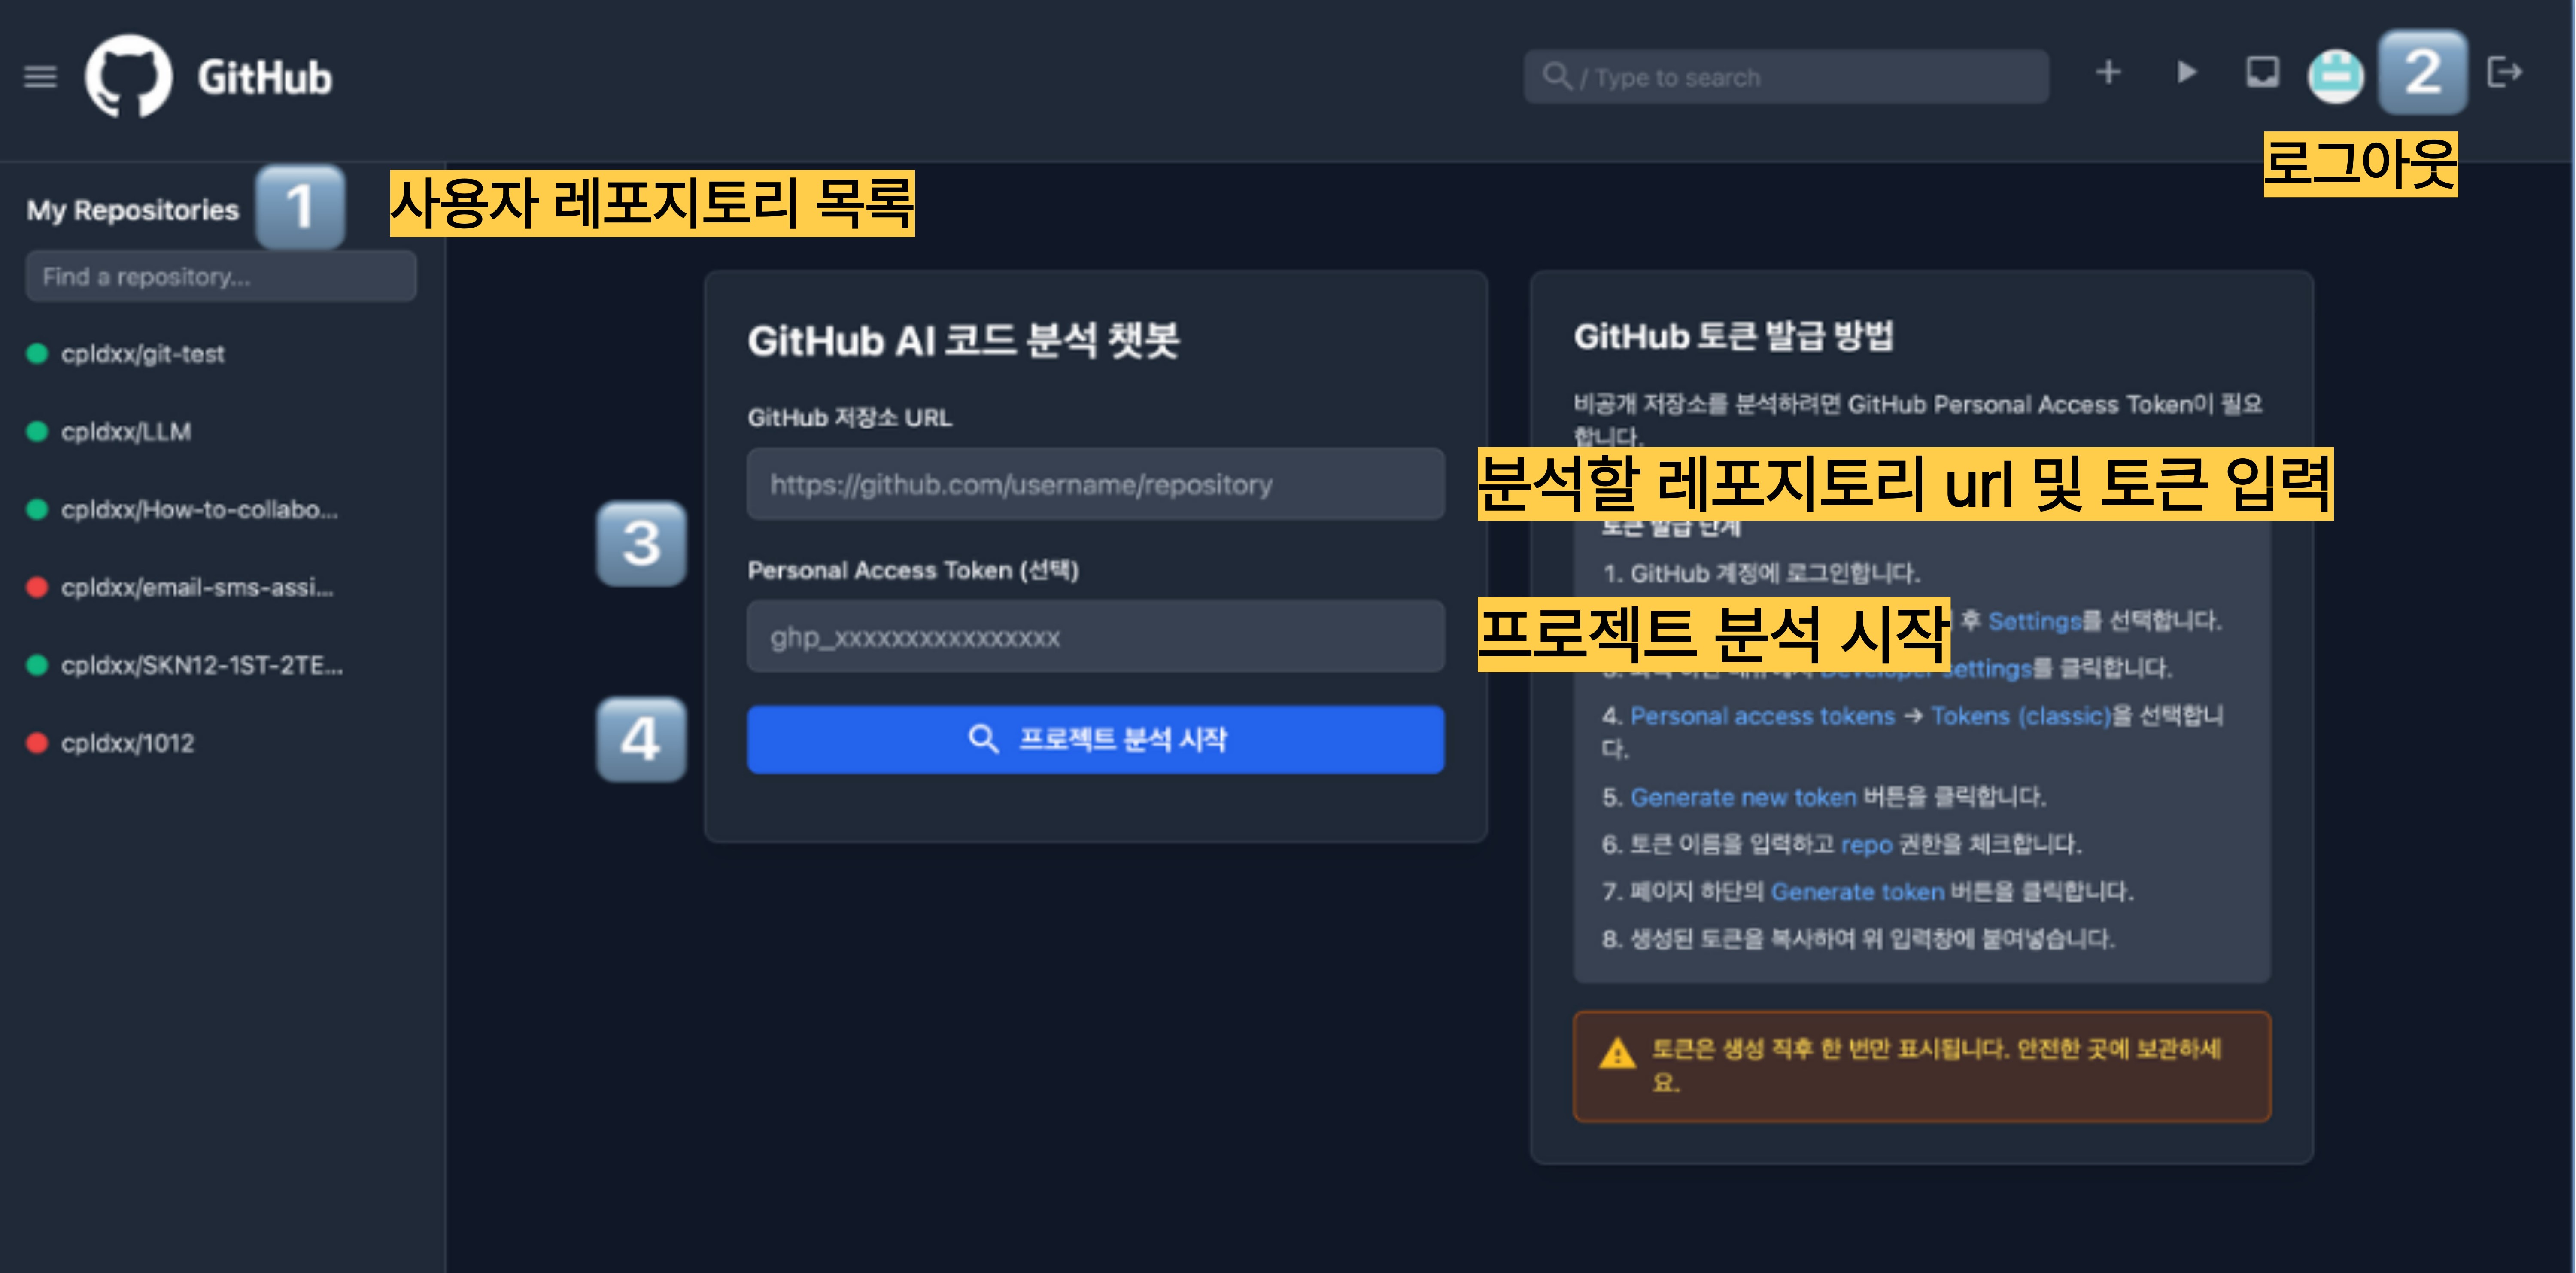 GitHub
/ Type to search
2
로그아웃
My Repositories
1
사용자 레포지토리 목록
Find a repository...
cpldxx/git-test
cpldxx/LLM
cpldxx/How-to-collabo...
cpldxx/email-sms-assi...
cpldxx/SKN12-1ST-2TE...
cpldxx/1012
GitHub AI 코드 분석 챗봇
GitHub 저장소 URL
https://github.com/username/repository
3
Personal Access Token (선택)
ghp_xxxxxxxxxxxxxxxx
4
프로젝트 분석 시작
GitHub 토큰 발급 방법
비공개 저장소를 분석하려면 GitHub Personal Access Token이 필요
합니다.
분석할 레포지토리 url 및 토큰 입력
토큰 발급 단계
1. GitHub 계정에 로그인합니다.
프로젝트 분석 시작
후 Settings를 선택합니다.
settings를 클릭합니다.
4. Personal access tokens → Tokens (classic)을 선택합니
다.
5. Generate new token 버튼을 클릭합니다.
6. 토큰 이름을 입력하고 repo 권한을 체크합니다.
7. 페이지 하단의 Generate token 버튼을 클릭합니다.
8. 생성된 토큰을 복사하여 위 입력창에 붙여넣습니다.
토큰은 생성 직후 한 번만 표시됩니다. 안전한 곳에 보관하세
요.